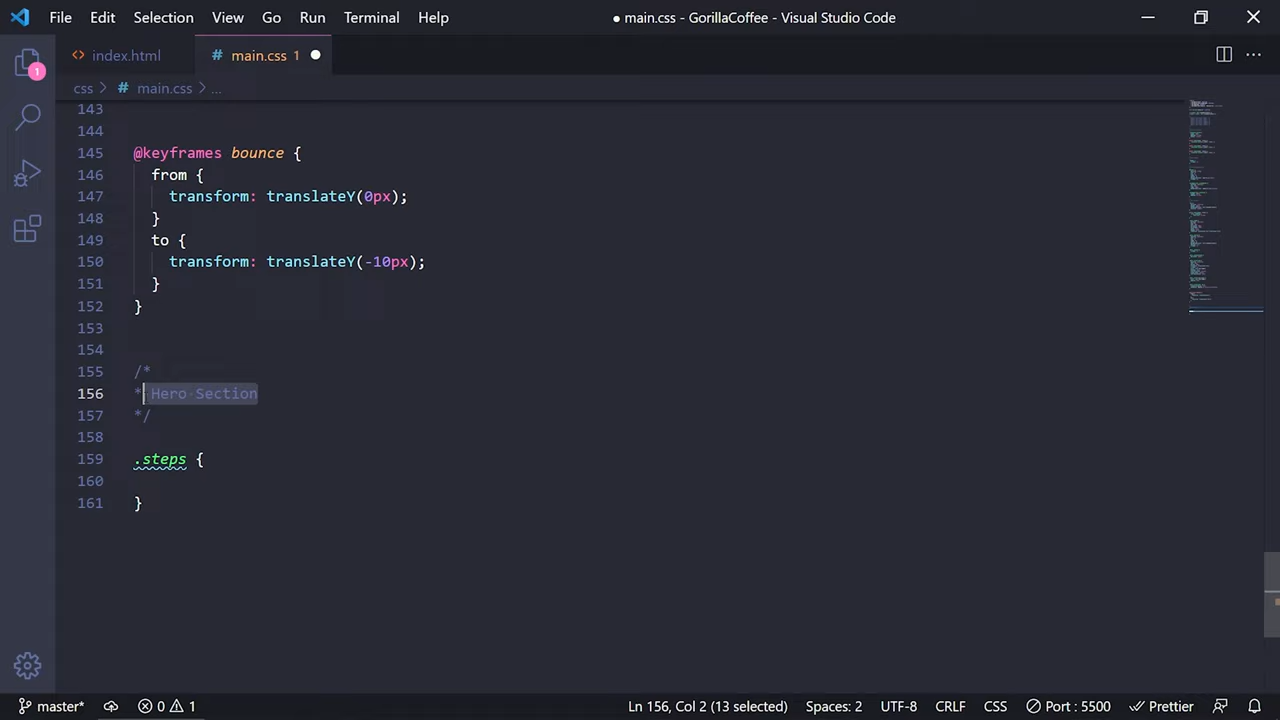 File Edit Selection View Go Run Terminal Help
● main.css - GorillaCoffee - Visual Studio Code
index.html
# main.css 1
1
css > # main.css > ...
143
144
145 @keyframes bounce {
146 from {
147 transform: translateY(0px);
148 }
149 to {
150 transform: translateY(-10px);
151 }
152 }
153
154
155 /*
156 * Hero Section
157 */
158
159 .steps {
160
161 }
master* 0 1 Ln 156, Col 2 (13 selected) Spaces: 2 UTF-8 CRLF CSS Port : 5500 Prettier